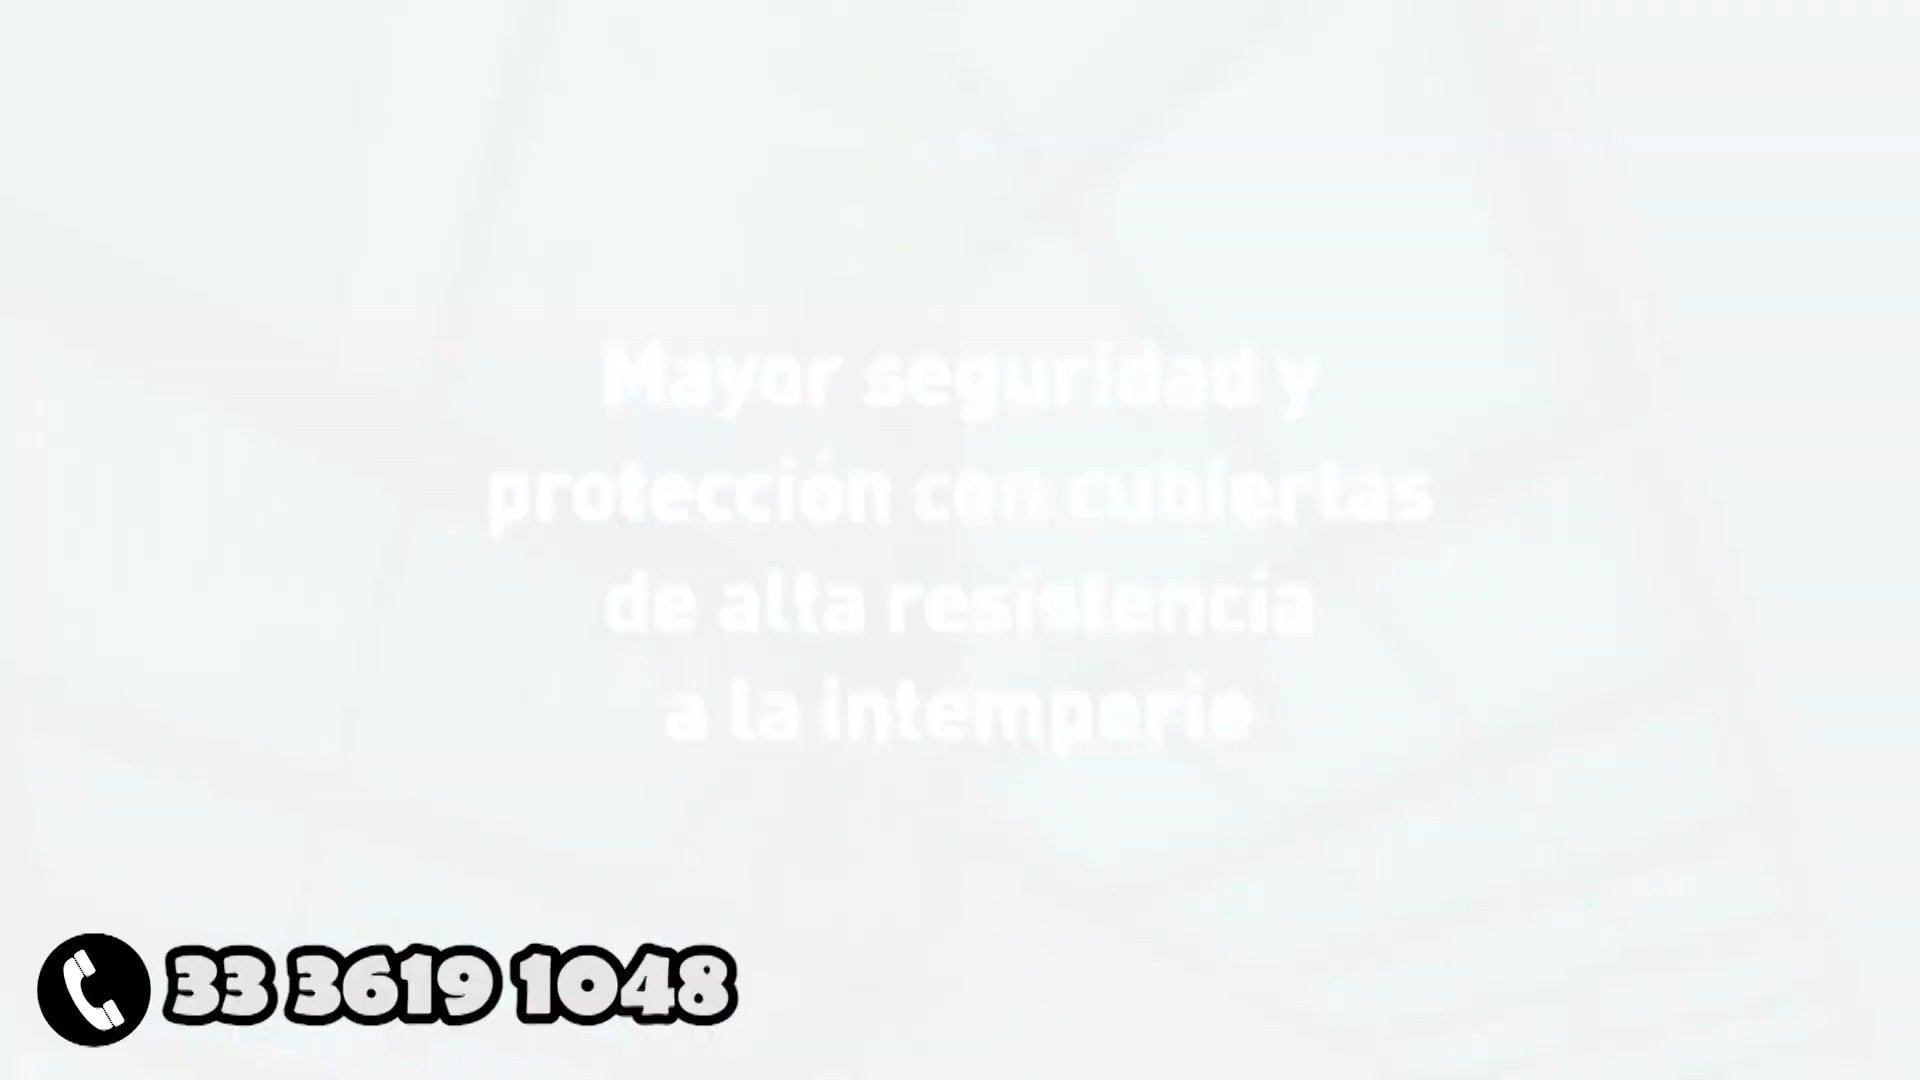 Mayor seguridad y
protección con cubiertas
de alta resistencia
a la intemperie
33 3619 1048